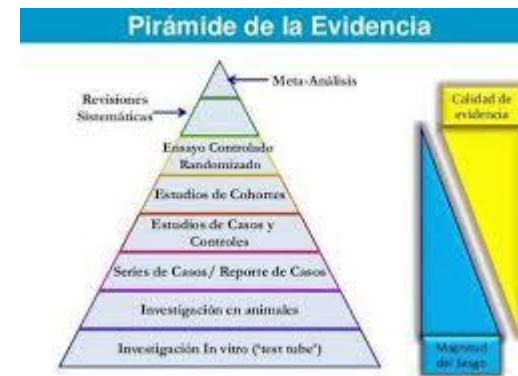 Pirámide de la Evidencia
Meta-Análisis
Revisiones
Sistemáticas
Ensayo Controlado
Randomizado
Estudios de Cohortes
Estudios de Casos y
Controles
Series de Casos/ Reporte de Casos
Investigación en animales
Investigación In vitro ("test tube")
Calidad de
evidencia
Magnitud
del Sesgo